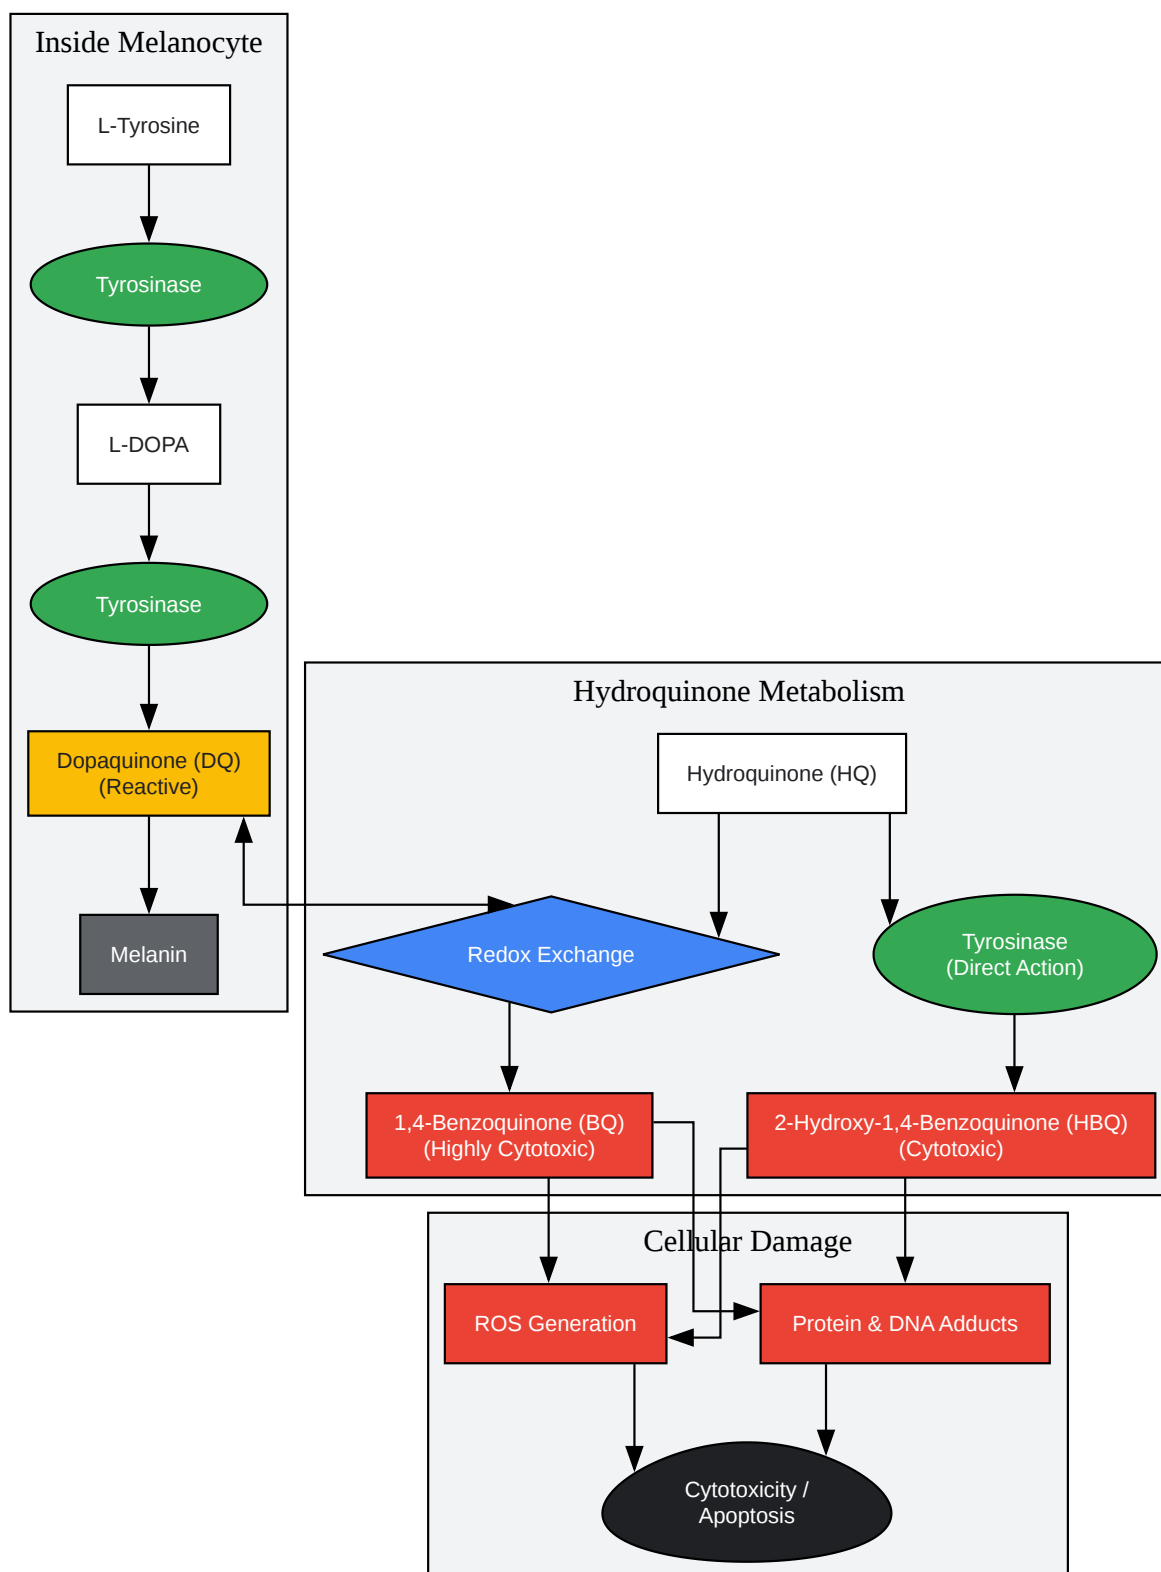 Inside Melanocyte
L-Tyrosine
Tyrosinase
L-DOPA
Tyrosinase
Dopaquinone (DQ)
(Reactive)
Melanin
Hydroquinone Metabolism
Hydroquinone (HQ)
Redox Exchange
Tyrosinase
(Direct Action)
1,4-Benzoquinone (BQ)
(Highly Cytotoxic)
2-Hydroxy-1,4-Benzoquinone (HBQ)
(Cytotoxic)
Cellular Damage
ROS Generation
Protein & DNA Adducts
Cytotoxicity /
Apoptosis